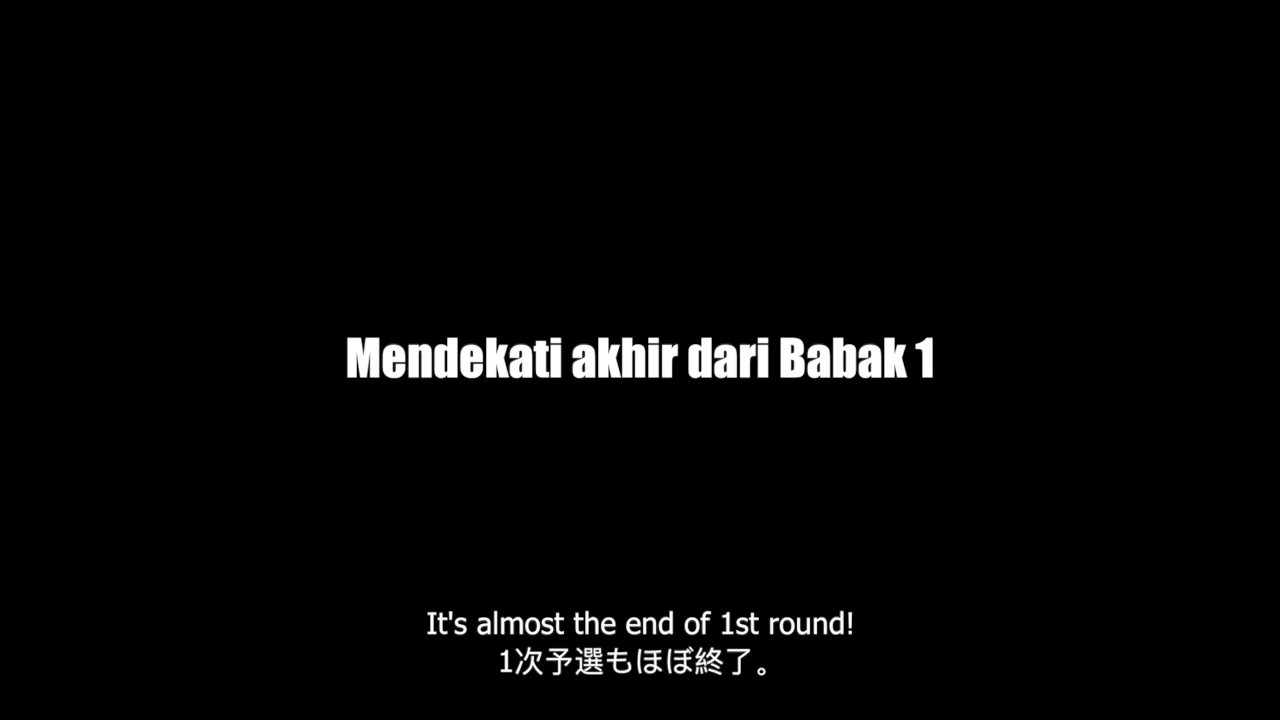 Mendekati akhir dari Babak 1
It's almost the end of 1st round!
1次予選もほぼ終了。